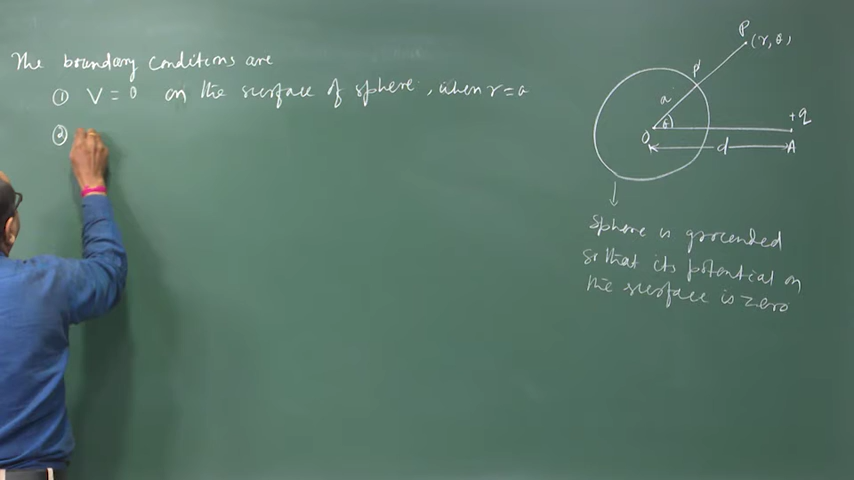 The boundary conditions are
① V = 0 on the surface of sphere, when r = a
②
P
(r, θ)
P'
a
θ
+q
O
d
A
sphere is grounded
so that its potential on
the surface is zero